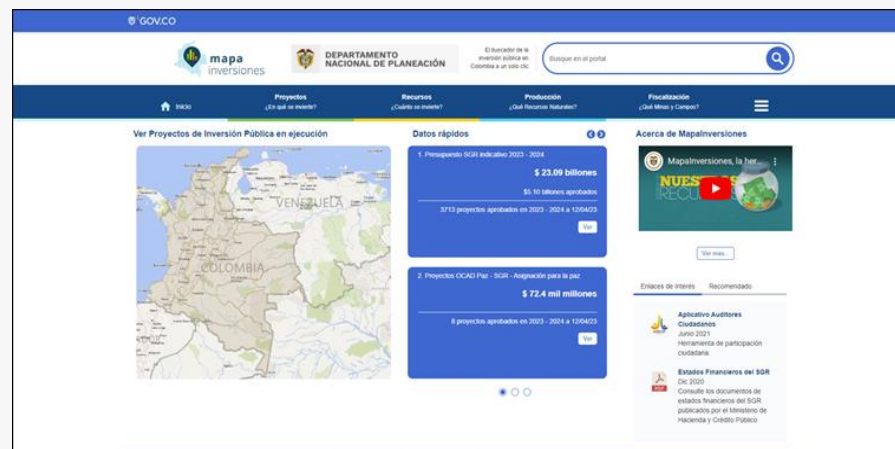 GOV.CO
mapa
inversiones
DEPARTAMENTO
NACIONAL DE PLANEACIÓN
El buscador de la
inversión pública en
Colombia a un solo clic
Busque en el portal
Inicio
Proyectos
¿En qué se invierte?
Recursos
¿Cuánto se invierte?
Producción
¿Qué Recursos Naturales?
Fiscalización
¿Qué Minas y Campos?
Ver Proyectos de Inversión Pública en ejecución
VENEZUELA
COLOMBIA
Datos rápidos
1. Presupuesto SGR indicativo 2023 - 2024
$ 23.09 billones
$5.10 billones aprobados
3713 proyectos aprobados en 2023 - 2024 a 12/04/23
Ver
2. Proyectos OCAD Paz - SGR - Asignación para la paz
$ 72.4 mil millones
8 proyectos aprobados en 2023 - 2024 a 12/04/23
Ver
Acerca de MapaInversiones
MapaInversiones, la her...
Ver mas...
Enlaces de Interés
Recomendado
Aplicativo Auditores
Ciudadanos
Junio 2021
Herramienta de participación
ciudadana.
Estados Financieros del SGR
Dic 2020
Consulte los documentos de
estados financieros del SGR
publicados por el Ministerio de
Hacienda y Crédito Público